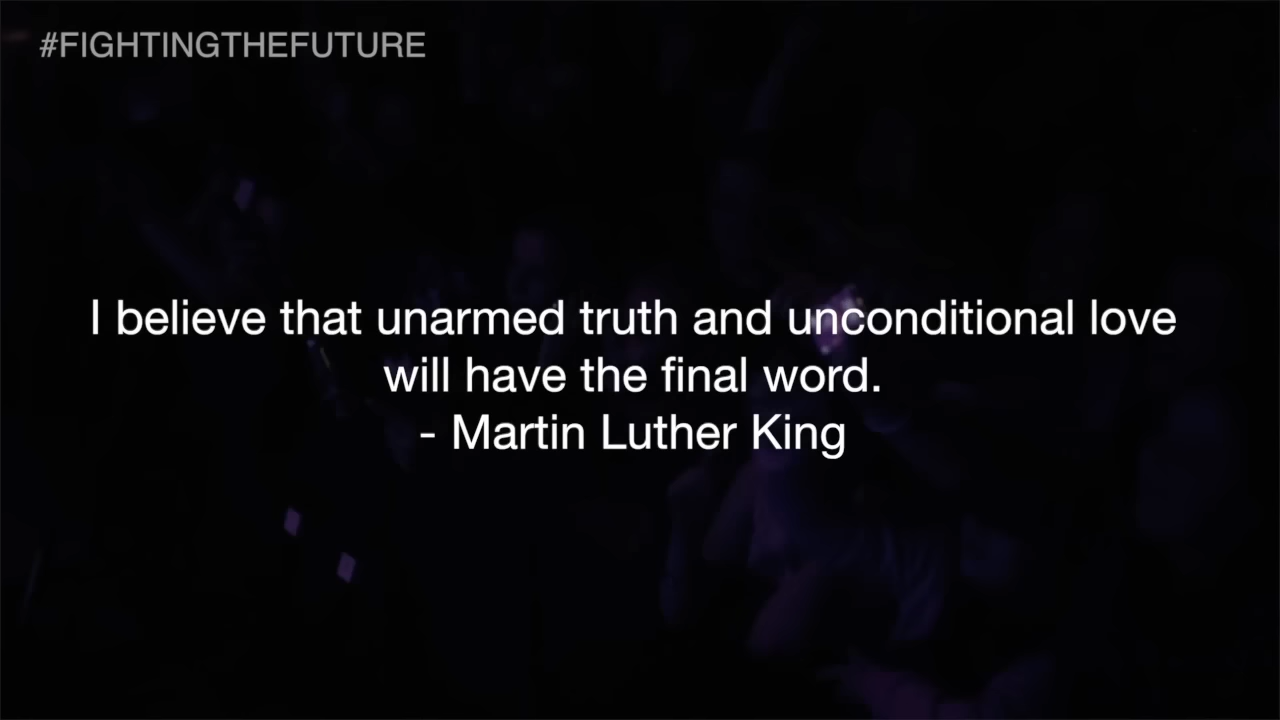 #FIGHTINGTHEFUTURE
I believe that unarmed truth and unconditional love
will have the final word.
- Martin Luther King